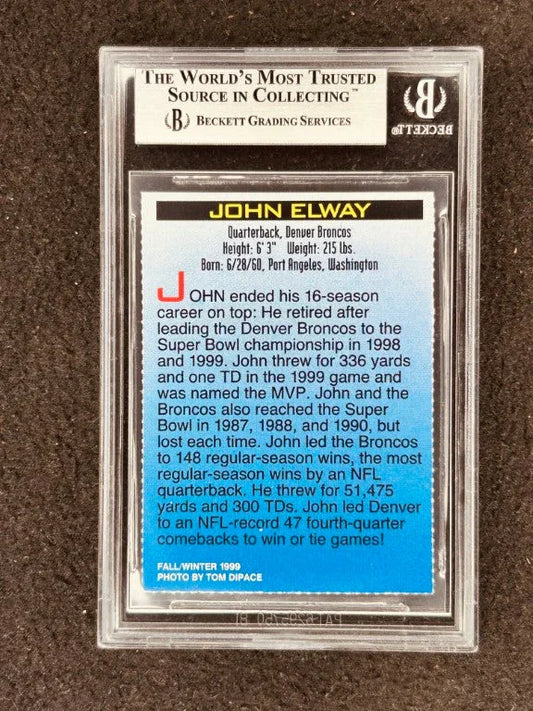 THE WORLD'S MOST TRUSTED
SOURCE IN COLLECTING™
B BECKETT GRADING SERVICES
B
BECKETT®
JOHN ELWAY
Quarterback, Denver Broncos
Height: 6' 3" Weight: 215 lbs.
Born: 6/28/60, Port Angeles, Washington
JOHN ended his 16-season
career on top: He retired after
leading the Denver Broncos to the
Super Bowl championship in 1998
and 1999. John threw for 336 yards
and one TD in the 1999 game and
was named the MVP. John and the
Broncos also reached the Super
Bowl in 1987, 1988, and 1990, but
lost each time. John led the Broncos
to 148 regular-season wins, the most
regular-season wins by an NFL
quarterback. He threw for 51,475
yards and 300 TDs. John led Denver
to an NFL-record 47 fourth-quarter
comebacks to win or tie games!
FALL/WINTER 1999
PHOTO BY TOM DIPACE